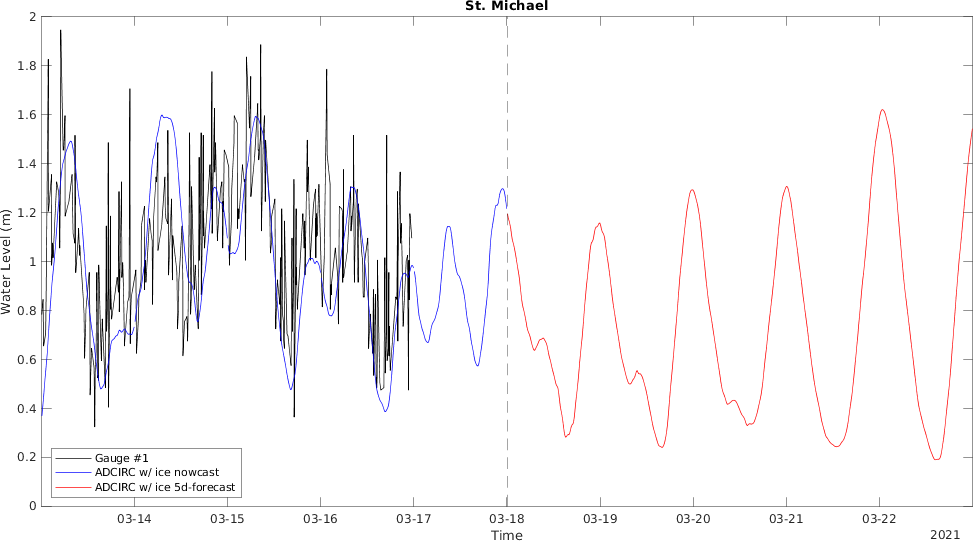 St. Michael
2
1.8
1.6
1.4
1.2
1
0.8
0.6
0.4
0.2
0
Water Level (m)
Gauge #1
ADCIRC w/ ice nowcast
ADCIRC w/ ice 5d-forecast
03-14 03-15 03-16 03-17 03-18 03-19 03-20 03-21 03-22
Time
2021